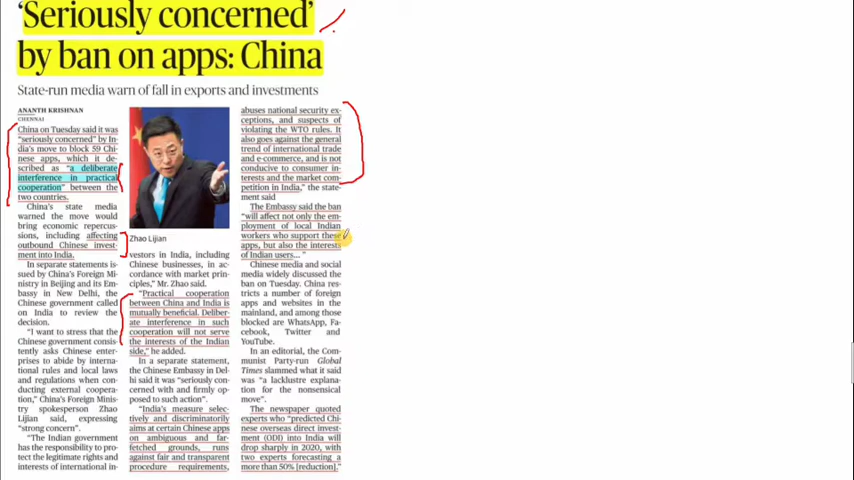 ‘Seriously concerned’
by ban on apps: China
State-run media warn of fall in exports and investments
ANANTH KRISHNAN
CHENNAI
China on Tuesday said it was
“seriously concerned” by In-
dia’s move to block 59 Chi-
nese apps, which it de-
scribed as “a deliberate
interference in practical
cooperation” between the
two countries.
China’s state media
warned the move would
bring economic repercus-
sions, including affecting
outbound Chinese invest-
ment into India.
In separate statements is-
sued by China’s Foreign Mi-
nistry in Beijing and its Em-
bassy in New Delhi, the
Chinese government called
on India to review the
decision.
“I want to stress that the
Chinese government consis-
tently asks Chinese enter-
prises to abide by interna-
tional rules and local laws
and regulations when con-
ducting external coopera-
tion,” China’s Foreign Minis-
try spokesperson Zhao
Lijian said, expressing
“strong concern”.
“The Indian government
has the responsibility to pro-
tect the legitimate rights and
interests of international in-
Zhao Lijian
vestors in India, including
Chinese businesses, in ac-
cordance with market prin-
ciples,” Mr. Zhao said.
“Practical cooperation
between China and India is
mutually beneficial. Deliber-
ate interference in such
cooperation will not serve
the interests of the Indian
side,” he added.
In a separate statement,
the Chinese Embassy in Del-
hi said it was “seriously con-
cerned with and firmly op-
posed to such action”.
“India’s measure selec-
tively and discriminatorily
aims at certain Chinese apps
on ambiguous and far-
fetched grounds, runs
against fair and transparent
procedure requirements,
abuses national security ex-
ceptions, and suspects of
violating the WTO rules. It
also goes against the general
trend of international trade
and e-commerce, and is not
conducive to consumer in-
terests and the market com-
petition in India,” the state-
ment said
The Embassy said the ban
“will affect not only the em-
ployment of local Indian
workers who support these
apps, but also the interests
of Indian users...”
Chinese media and social
media widely discussed the
ban on Tuesday. China res-
tricts a number of foreign
apps and websites in the
mainland, and among those
blocked are WhatsApp, Fa-
cebook, Twitter and
YouTube.
In an editorial, the Com-
munist Party-run Global
Times slammed what it said
was “a lacklustre explana-
tion for the nonsensical
move”.
The newspaper quoted
experts who “predicted Chi-
nese overseas direct invest-
ment (ODI) into India will
drop sharply in 2020, with
two experts forecasting a
more than 50% [reduction].”